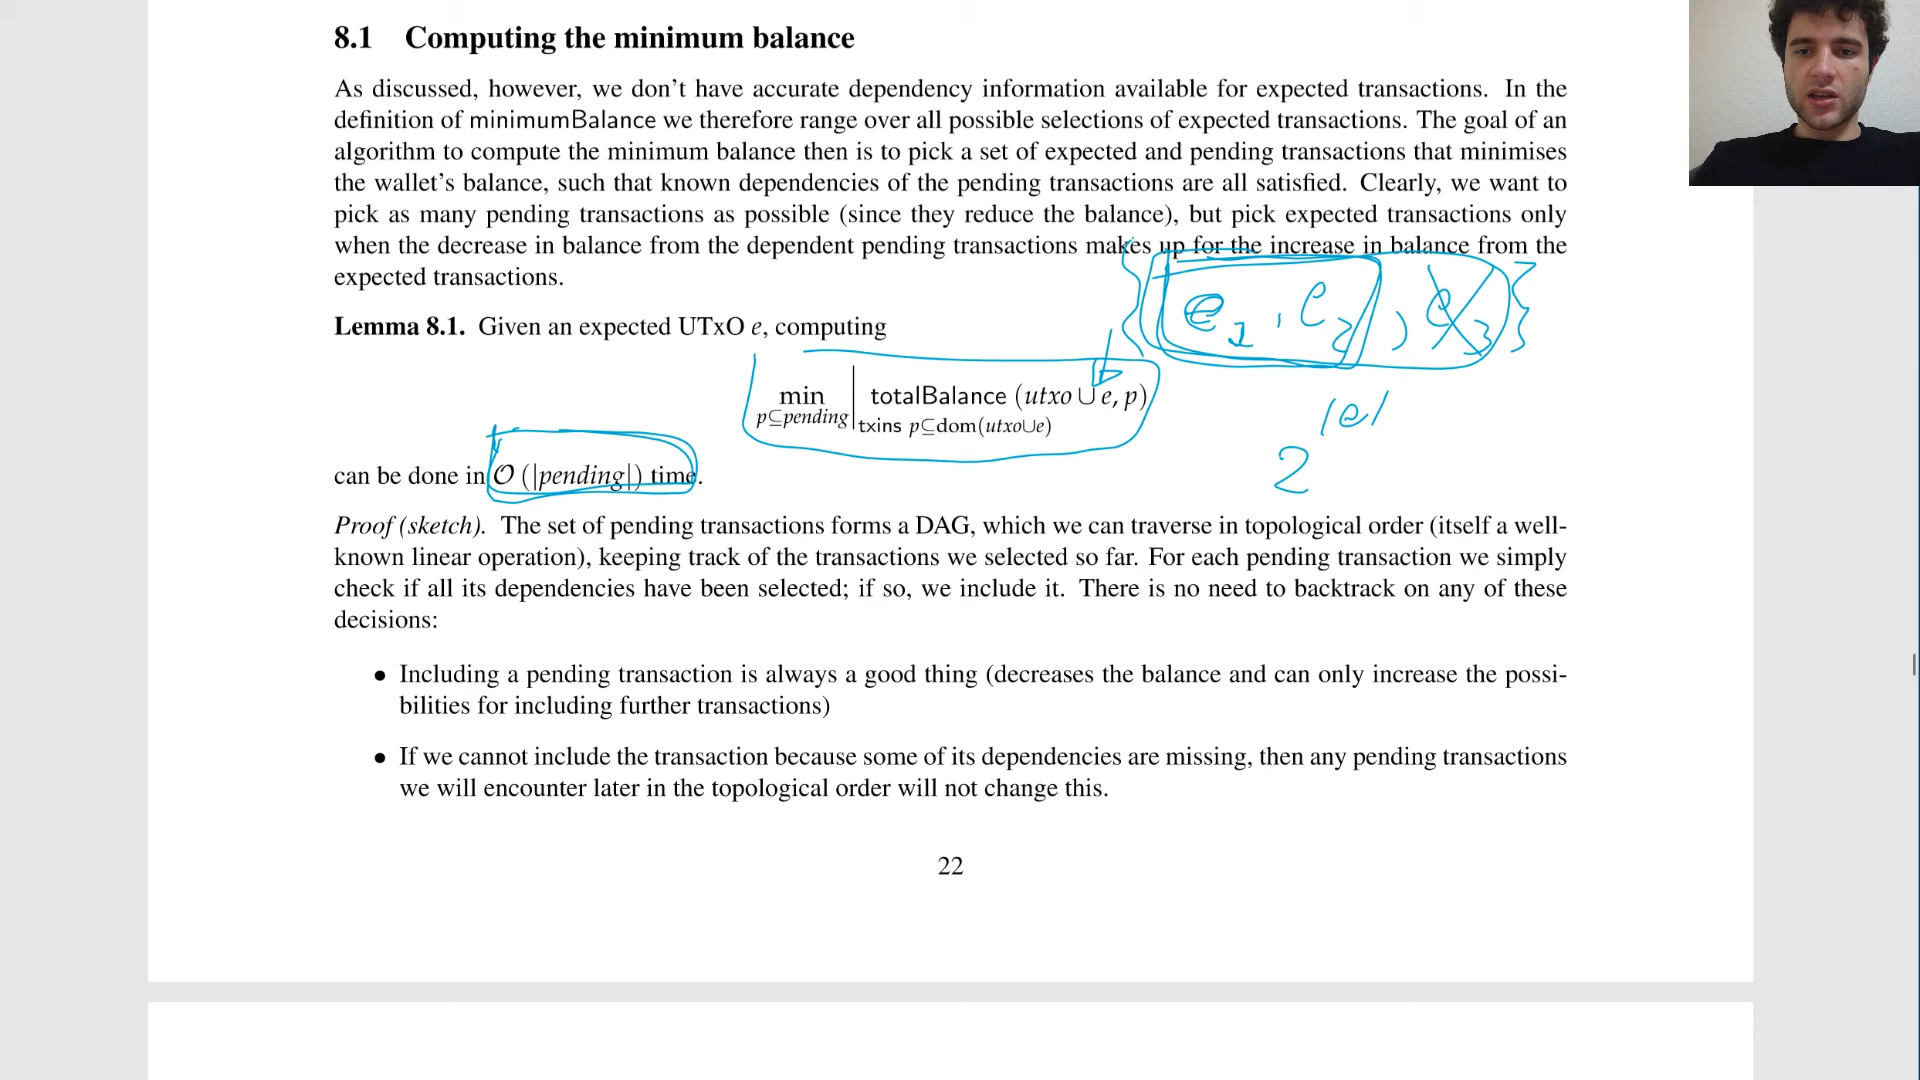 8.1 Computing the minimum balance
As discussed, however, we don't have accurate dependency information available for expected transactions. In the
definition of minimumBalance we therefore range over all possible selections of expected transactions. The goal of an
algorithm to compute the minimum balance then is to pick a set of expected and pending transactions that minimises
the wallet's balance, such that known dependencies of the pending transactions are all satisfied. Clearly, we want to
pick as many pending transactions as possible (since they reduce the balance), but pick expected transactions only
when the decrease in balance from the dependent pending transactions makes up for the increase in balance from the
expected transactions.
{e₁, e₂, e₃}
Lemma 8.1. Given an expected UTxO e, computing
min totalBalance (utxo ∪ e, p)
p⊆pending | txins p⊆dom(utxo∪e)
2^|e|
can be done in O (|pending|) time.
Proof (sketch). The set of pending transactions forms a DAG, which we can traverse in topological order (itself a well-
known linear operation), keeping track of the transactions we selected so far. For each pending transaction we simply
check if all its dependencies have been selected; if so, we include it. There is no need to backtrack on any of these
decisions:
• Including a pending transaction is always a good thing (decreases the balance and can only increase the possi-
bilities for including further transactions)
• If we cannot include the transaction because some of its dependencies are missing, then any pending transactions
we will encounter later in the topological order will not change this.
22